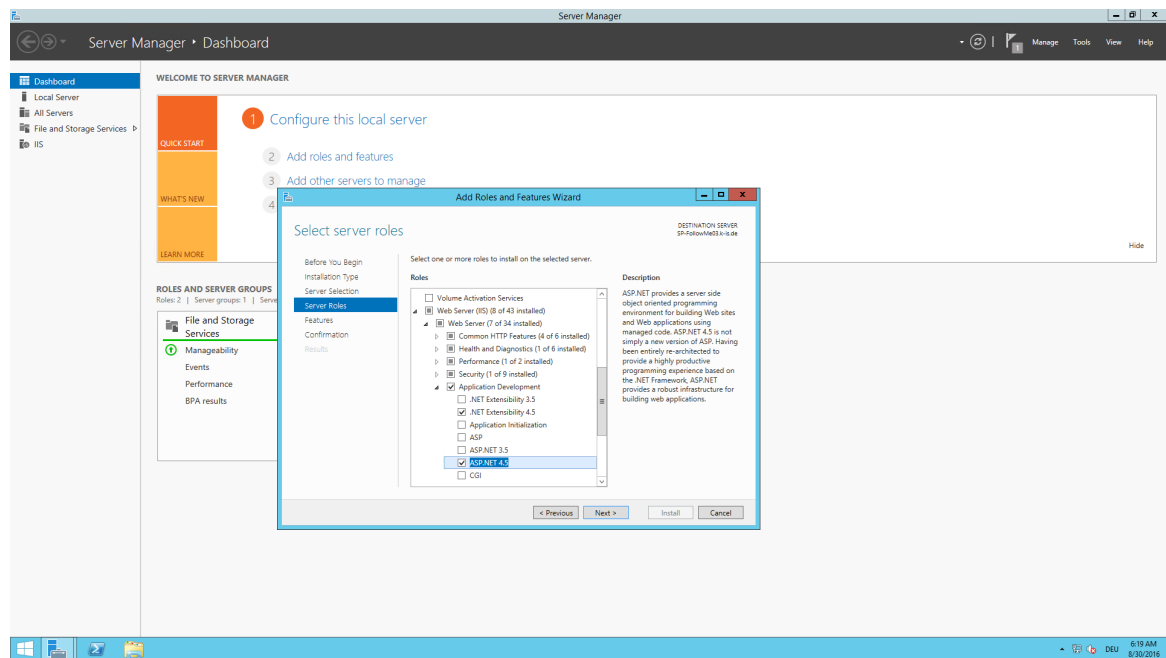 Server Manager
Server Manager • Dashboard
1
Manage Tools View Help
Dashboard
Local Server
All Servers
File and Storage Services
IIS
WELCOME TO SERVER MANAGER
QUICK START
WHAT'S NEW
LEARN MORE
1 Configure this local server
2 Add roles and features
3 Add other servers to manage
4
Hide
ROLES AND SERVER GROUPS
Roles: 2 | Server groups: 1 |
File and Storage
Services
Manageability
Events
Performance
BPA results
Add Roles and Features Wizard
Select server roles
DESTINATION SERVER
SP-FollowMe03.k-is.de
Before You Begin
Installation Type
Server Selection
Server Roles
Features
Confirmation
Results
Select one or more roles to install on the selected server.
Roles
Volume Activation Services
Web Server (IIS) (8 of 43 installed)
Web Server (7 of 34 installed)
Common HTTP Features (4 of 6 installed)
Health and Diagnostics (1 of 6 installed)
Performance (1 of 2 installed)
Security (1 of 9 installed)
Application Development
.NET Extensibility 3.5
.NET Extensibility 4.5
Application Initialization
ASP
ASP.NET 3.5
ASP.NET 4.5
CGI
Description
ASP.NET provides a server side
object oriented programming
environment for building Web sites
and Web applications using
managed code. ASP.NET 4.5 is not
simply a new version of ASP. Having
been entirely re-architected to
provide a highly productive
programming experience based on
the .NET Framework, ASP.NET
provides a robust infrastructure for
building web applications.
< Previous Next > Install Cancel
DEU
6:19 AM
8/30/2016